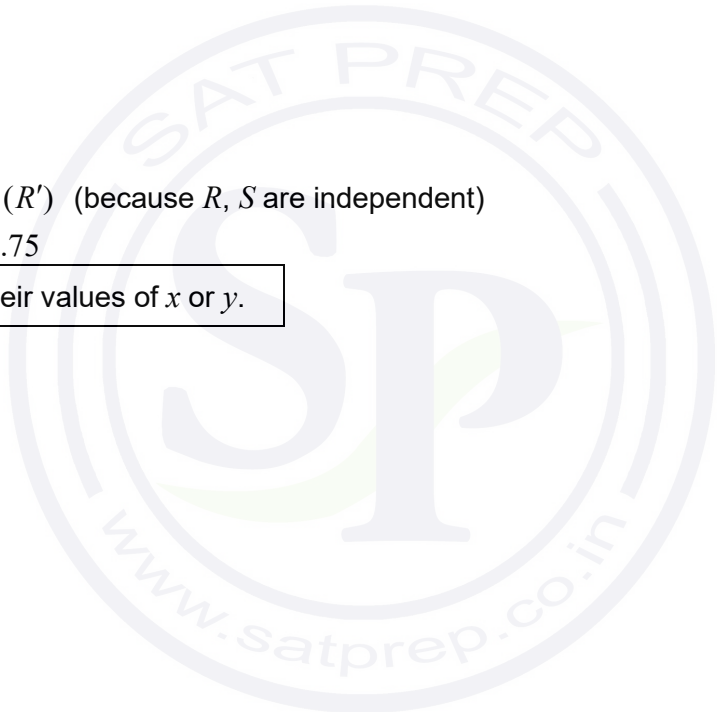 SAT PREP
(R′) (because R, S are independent)
.75
eir values of x or y.
SP
www.satprep.co.in